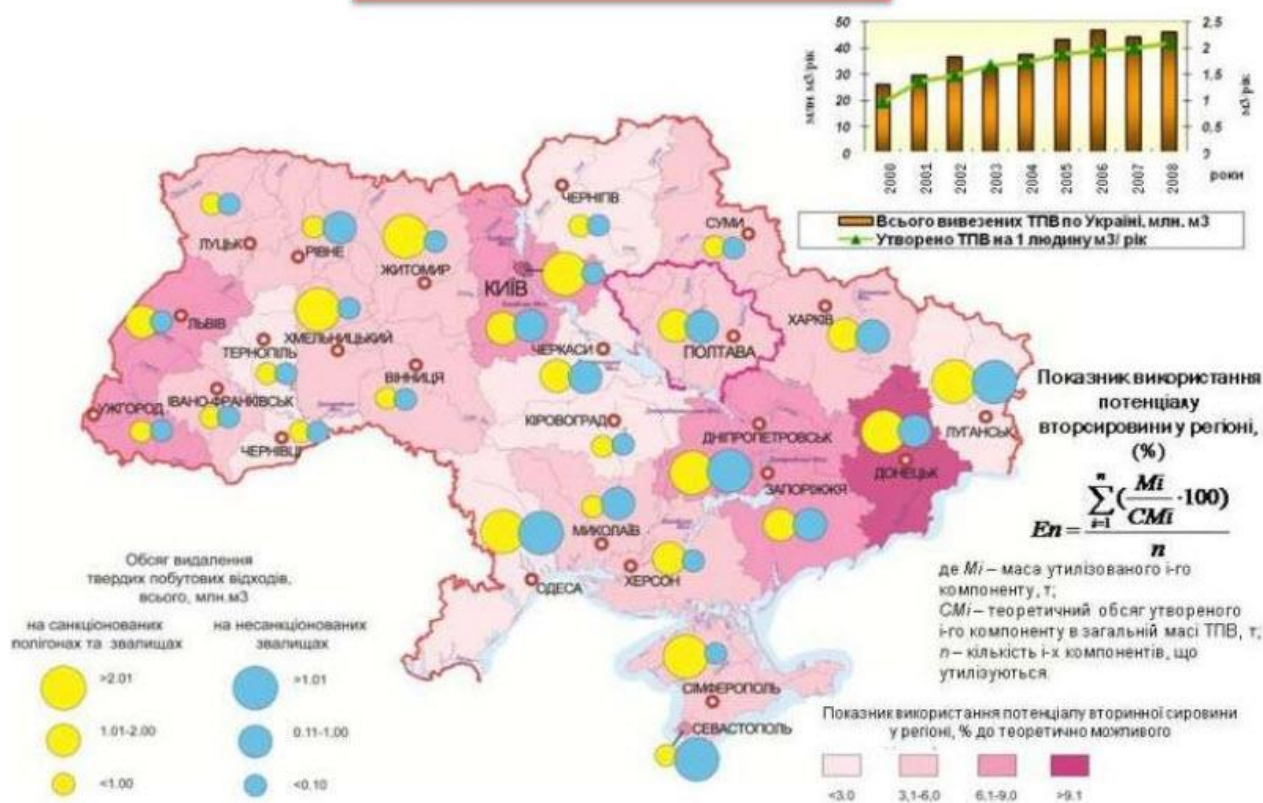 50
40
30
20
10
0
млн. м3/рік
2,5
2
1,5
1
0,5
м3/рік
2000
2001
2002
2003
2004
2005
2006
2007
2008
роки
Всього вивезених ТПВ по Україні, млн. м3
Утворено ТПВ на 1 людину м3/ рік
ЧЕРНІГІВ
СУМИ
ЛУЦЬК
РІВНЕ
ЖИТОМИР
КИЇВ
ЛЬВІВ
ТЕРНОПІЛЬ
ХМЕЛЬНИЦЬКИЙ
ЧЕРКАСИ
ПОЛТАВА
ХАРКІВ
ВІННИЦЯ
УЖГОРОД
ІВАНО-ФРАНКІВСЬК
ЧЕРНІВЦІ
КІРОВОГРАД
ДНІПРОПЕТРОВСЬК
ЛУГАНСЬК
ДОНЕЦЬК
ЗАПОРІЖЖЯ
МИКОЛАЇВ
ХЕРСОН
ОДЕСА
СІМФЕРОПОЛЬ
СЕВАСТОПОЛЬ
Показник використання
потенціалу
вторсировини у регіоні,
(%)
En = ∑ i=1 n (Mi/CMi ·100) / n
де Mi – маса утилізованого і-го
компоненту, т;
CMi – теоретичний обсяг утвореного
і-го компоненту в загальній масі ТПВ, т;
n – кількість і-х компонентів, що
утилізуються.
Обсяг видалення
твердих побутових відходів,
всього, млн.м3
на санкціонованих
полігонах та звалищах
на несанкціонованих
звалищах
>2.01
>1.01
1.01-2.00
0.11-1.00
<1.00
<0.10
Показник використання потенціалу вторинної сировини
у регіоні, % до теоретично можливого
<3.0
3,1-6,0
6,1-9.0
>9.1